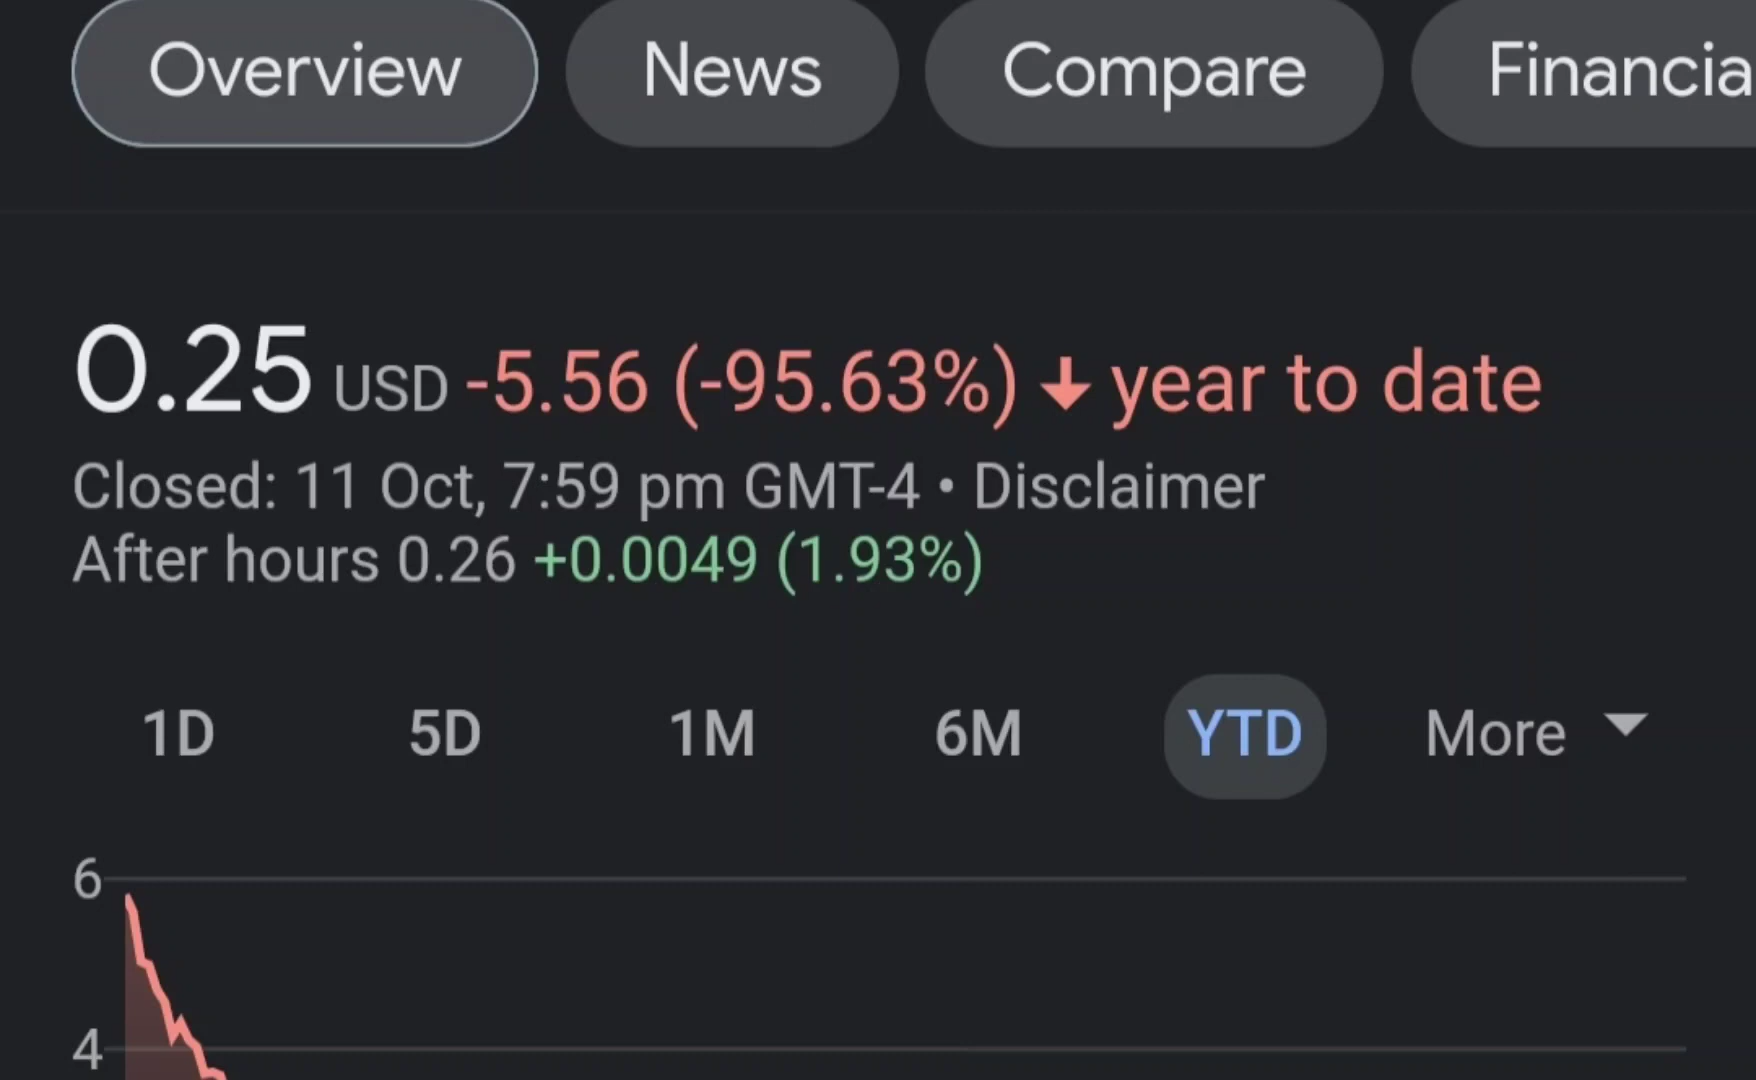 Overview News Compare Financia
0.25 USD -5.56 (-95.63%) ↓ year to date
Closed: 11 Oct, 7:59 pm GMT-4 • Disclaimer
After hours 0.26 +0.0049 (1.93%)
1D 5D 1M 6M YTD More
6
4